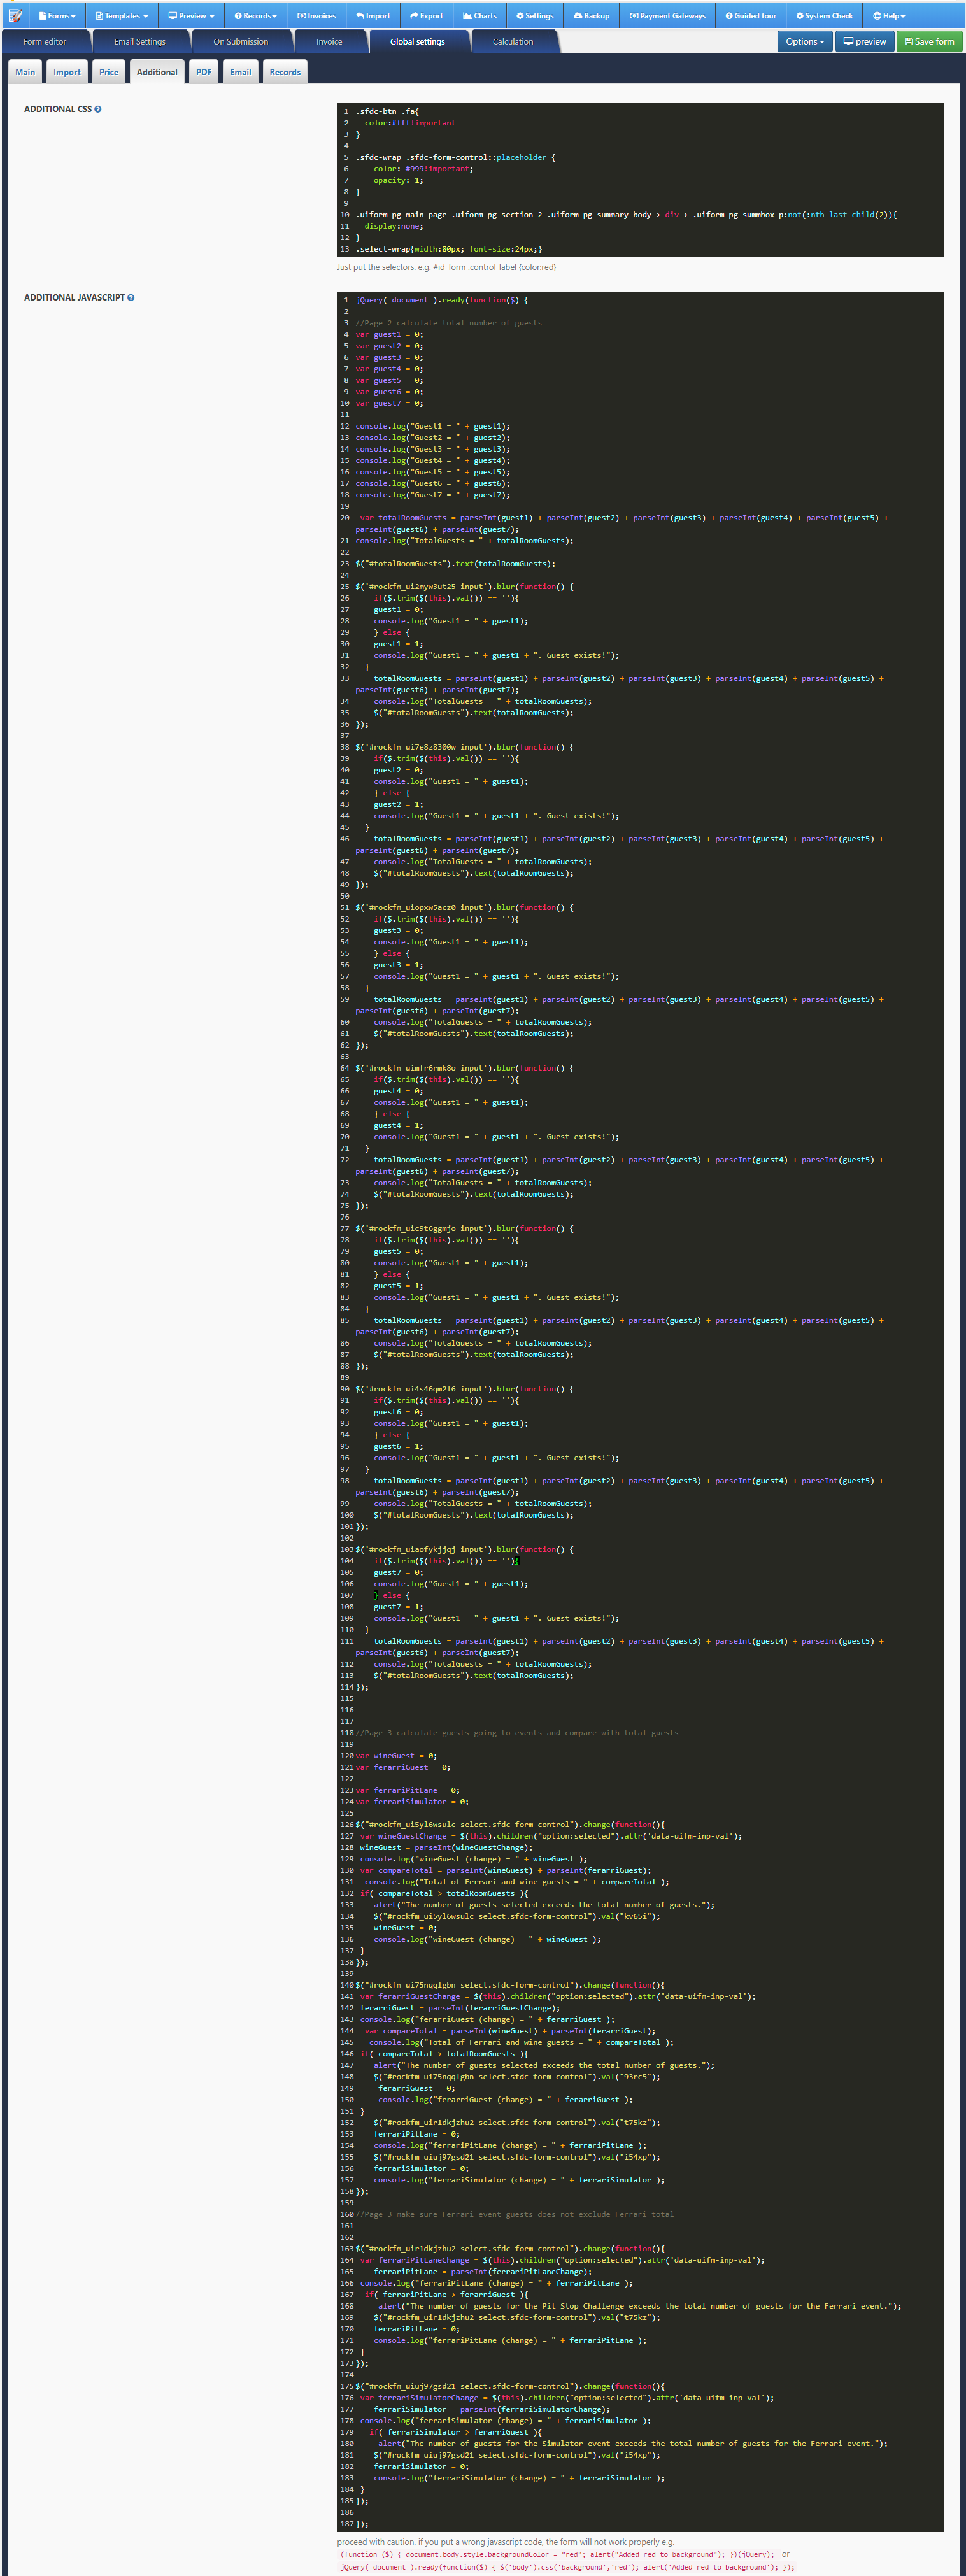 Forms
Templates
Preview
Records
Invoices
Import
Export
Charts
Settings
Backup
Payment Gateways
Guided tour
System Check
Help
Form editor
Email Settings
On Submission
Invoice
Global settings
Calculation
Options
preview
Save form
Main
Import
Price
Additional
PDF
Email
Records
ADDITIONAL CSS
1 .sfdc-btn .fa{
2 color:#fff!important
3 }
4
5 .sfdc-wrap .sfdc-form-control::placeholder {
6 color: #999!important;
7 opacity: 1;
8 }
9
10 .uiform-pg-main-page .uiform-pg-section-2 .uiform-pg-summary-body > div > .uiform-pg-summbox-p:not(:nth-last-child(2)){
11 display:none;
12 }
13 .select-wrap{width:80px; font-size:24px;}
Just put the selectors. e.g. #id_form .control-label {color:red}
ADDITIONAL JAVASCRIPT
1 jQuery( document ).ready(function($) {
2
3 //Page 2 calculate total number of guests
4 var guest1 = 0;
5 var guest2 = 0;
6 var guest3 = 0;
7 var guest4 = 0;
8 var guest5 = 0;
9 var guest6 = 0;
10 var guest7 = 0;
11
12 console.log("Guest1 = " + guest1);
13 console.log("Guest2 = " + guest2);
14 console.log("Guest3 = " + guest3);
15 console.log("Guest4 = " + guest4);
16 console.log("Guest5 = " + guest5);
17 console.log("Guest6 = " + guest6);
18 console.log("Guest7 = " + guest7);
19
20 var totalRoomGuests = parseInt(guest1) + parseInt(guest2) + parseInt(guest3) + parseInt(guest4) + parseInt(guest5) +
parseInt(guest6) + parseInt(guest7);
21 console.log("TotalGuests = " + totalRoomGuests);
22
23 $("#totalRoomGuests").text(totalRoomGuests);
24
25 $('#rockfm_ui2myw3ut25 input').blur(function() {
26 if($.trim($(this).val()) == ''){
27 guest1 = 0;
28 console.log("Guest1 = " + guest1);
29 } else {
30 guest1 = 1;
31 console.log("Guest1 = " + guest1 + ". Guest exists!");
32 }
33 totalRoomGuests = parseInt(guest1) + parseInt(guest2) + parseInt(guest3) + parseInt(guest4) + parseInt(guest5) +
parseInt(guest6) + parseInt(guest7);
34 console.log("TotalGuests = " + totalRoomGuests);
35 $("#totalRoomGuests").text(totalRoomGuests);
36 });
37
38 $('#rockfm_ui7e8z8300w input').blur(function() {
39 if($.trim($(this).val()) == ''){
40 guest2 = 0;
41 console.log("Guest1 = " + guest1);
42 } else {
43 guest2 = 1;
44 console.log("Guest1 = " + guest1 + ". Guest exists!");
45 }
46 totalRoomGuests = parseInt(guest1) + parseInt(guest2) + parseInt(guest3) + parseInt(guest4) + parseInt(guest5) +
parseInt(guest6) + parseInt(guest7);
47 console.log("TotalGuests = " + totalRoomGuests);
48 $("#totalRoomGuests").text(totalRoomGuests);
49 });
50
51 $('#rockfm_uiopxw5acz0 input').blur(function() {
52 if($.trim($(this).val()) == ''){
53 guest3 = 0;
54 console.log("Guest1 = " + guest1);
55 } else {
56 guest3 = 1;
57 console.log("Guest1 = " + guest1 + ". Guest exists!");
58 }
59 totalRoomGuests = parseInt(guest1) + parseInt(guest2) + parseInt(guest3) + parseInt(guest4) + parseInt(guest5) +
parseInt(guest6) + parseInt(guest7);
60 console.log("TotalGuests = " + totalRoomGuests);
61 $("#totalRoomGuests").text(totalRoomGuests);
62 });
63
64 $('#rockfm_uimfr6rmk8o input').blur(function() {
65 if($.trim($(this).val()) == ''){
66 guest4 = 0;
67 console.log("Guest1 = " + guest1);
68 } else {
69 guest4 = 1;
70 console.log("Guest1 = " + guest1 + ". Guest exists!");
71 }
72 totalRoomGuests = parseInt(guest1) + parseInt(guest2) + parseInt(guest3) + parseInt(guest4) + parseInt(guest5) +
parseInt(guest6) + parseInt(guest7);
73 console.log("TotalGuests = " + totalRoomGuests);
74 $("#totalRoomGuests").text(totalRoomGuests);
75 });
76
77 $('#rockfm_uic9t6ggmjo input').blur(function() {
78 if($.trim($(this).val()) == ''){
79 guest5 = 0;
80 console.log("Guest1 = " + guest1);
81 } else {
82 guest5 = 1;
83 console.log("Guest1 = " + guest1 + ". Guest exists!");
84 }
85 totalRoomGuests = parseInt(guest1) + parseInt(guest2) + parseInt(guest3) + parseInt(guest4) + parseInt(guest5) +
parseInt(guest6) + parseInt(guest7);
86 console.log("TotalGuests = " + totalRoomGuests);
87 $("#totalRoomGuests").text(totalRoomGuests);
88 });
89
90 $('#rockfm_ui4s46qm2l6 input').blur(function() {
91 if($.trim($(this).val()) == ''){
92 guest6 = 0;
93 console.log("Guest1 = " + guest1);
94 } else {
95 guest6 = 1;
96 console.log("Guest1 = " + guest1 + ". Guest exists!");
97 }
98 totalRoomGuests = parseInt(guest1) + parseInt(guest2) + parseInt(guest3) + parseInt(guest4) + parseInt(guest5) +
parseInt(guest6) + parseInt(guest7);
99 console.log("TotalGuests = " + totalRoomGuests);
100 $("#totalRoomGuests").text(totalRoomGuests);
101 });
102
103 $('#rockfm_uiaofykjjqj input').blur(function() {
104 if($.trim($(this).val()) == ''){
105 guest7 = 0;
106 console.log("Guest1 = " + guest1);
107 } else {
108 guest7 = 1;
109 console.log("Guest1 = " + guest1 + ". Guest exists!");
110 }
111 totalRoomGuests = parseInt(guest1) + parseInt(guest2) + parseInt(guest3) + parseInt(guest4) + parseInt(guest5) +
parseInt(guest6) + parseInt(guest7);
112 console.log("TotalGuests = " + totalRoomGuests);
113 $("#totalRoomGuests").text(totalRoomGuests);
114 });
115
116
117
118 //Page 3 calculate guests going to events and compare with total guests
119
120 var wineGuest = 0;
121 var ferarriGuest = 0;
122
123 var ferrariPitLane = 0;
124 var ferrariSimulator = 0;
125
126 $("#rockfm_ui5yl6wsulc select.sfdc-form-control").change(function(){
127 var wineGuestChange = $(this).children("option:selected").attr('data-uifm-inp-val');
128 wineGuest = parseInt(wineGuestChange);
129 console.log("wineGuest (change) = " + wineGuest );
130 var compareTotal = parseInt(wineGuest) + parseInt(ferarriGuest);
131 console.log("Total of Ferrari and wine guests = " + compareTotal );
132 if( compareTotal > totalRoomGuests ){
133 alert("The number of guests selected exceeds the total number of guests.");
134 $("#rockfm_ui5yl6wsulc select.sfdc-form-control").val("kv65i");
135 wineGuest = 0;
136 console.log("wineGuest (change) = " + wineGuest );
137 }
138 });
139
140 $("#rockfm_ui75nqqlgbn select.sfdc-form-control").change(function(){
141 var ferarriGuestChange = $(this).children("option:selected").attr('data-uifm-inp-val');
142 ferarriGuest = parseInt(ferarriGuestChange);
143 console.log("ferarriGuest (change) = " + ferarriGuest );
144 var compareTotal = parseInt(wineGuest) + parseInt(ferarriGuest);
145 console.log("Total of Ferrari and wine guests = " + compareTotal );
146 if( compareTotal > totalRoomGuests ){
147 alert("The number of guests selected exceeds the total number of guests.");
148 $("#rockfm_ui75nqqlgbn select.sfdc-form-control").val("93rc5");
149 ferarriGuest = 0;
150 console.log("ferarriGuest (change) = " + ferarriGuest );
151 }
152 $("#rockfm_uir1dkjzhu2 select.sfdc-form-control").val("t75kz");
153 ferrariPitLane = 0;
154 console.log("ferrariPitLane (change) = " + ferrariPitLane );
155 $("#rockfm_uiuj97gsd21 select.sfdc-form-control").val("i54xp");
156 ferrariSimulator = 0;
157 console.log("ferrariSimulator (change) = " + ferrariSimulator );
158 });
159
160 //Page 3 make sure Ferrari event guests does not exclude Ferrari total
161
162
163 $("#rockfm_uir1dkjzhu2 select.sfdc-form-control").change(function(){
164 var ferrariPitLaneChange = $(this).children("option:selected").attr('data-uifm-inp-val');
165 ferrariPitLane = parseInt(ferrariPitLaneChange);
166 console.log("ferrariPitLane (change) = " + ferrariPitLane );
167 if( ferrariPitLane > ferarriGuest ){
168 alert("The number of guests for the Pit Stop Challenge exceeds the total number of guests for the Ferrari event.");
169 $("#rockfm_uir1dkjzhu2 select.sfdc-form-control").val("t75kz");
170 ferrariPitLane = 0;
171 console.log("ferrariPitLane (change) = " + ferrariPitLane );
172 }
173 });
174
175 $("#rockfm_uiuj97gsd21 select.sfdc-form-control").change(function(){
176 var ferrariSimulatorChange = $(this).children("option:selected").attr('data-uifm-inp-val');
177 ferrariSimulator = parseInt(ferrariSimulatorChange);
178 console.log("ferrariSimulator (change) = " + ferrariSimulator );
179 if( ferrariSimulator > ferarriGuest ){
180 alert("The number of guests for the Simulator event exceeds the total number of guests for the Ferrari event.");
181 $("#rockfm_uiuj97gsd21 select.sfdc-form-control").val("i54xp");
182 ferrariSimulator = 0;
183 console.log("ferrariSimulator (change) = " + ferrariSimulator );
184 }
185 });
186
187 });
proceed with caution. if you put a wrong javascript code, the form will not work properly e.g.
(function ($) { document.body.style.backgroundColor = "red"; alert("Added red to background"); })(jQuery); or
jQuery( document ).ready(function($) { $('body').css('background','red'); alert('Added red to background'); });